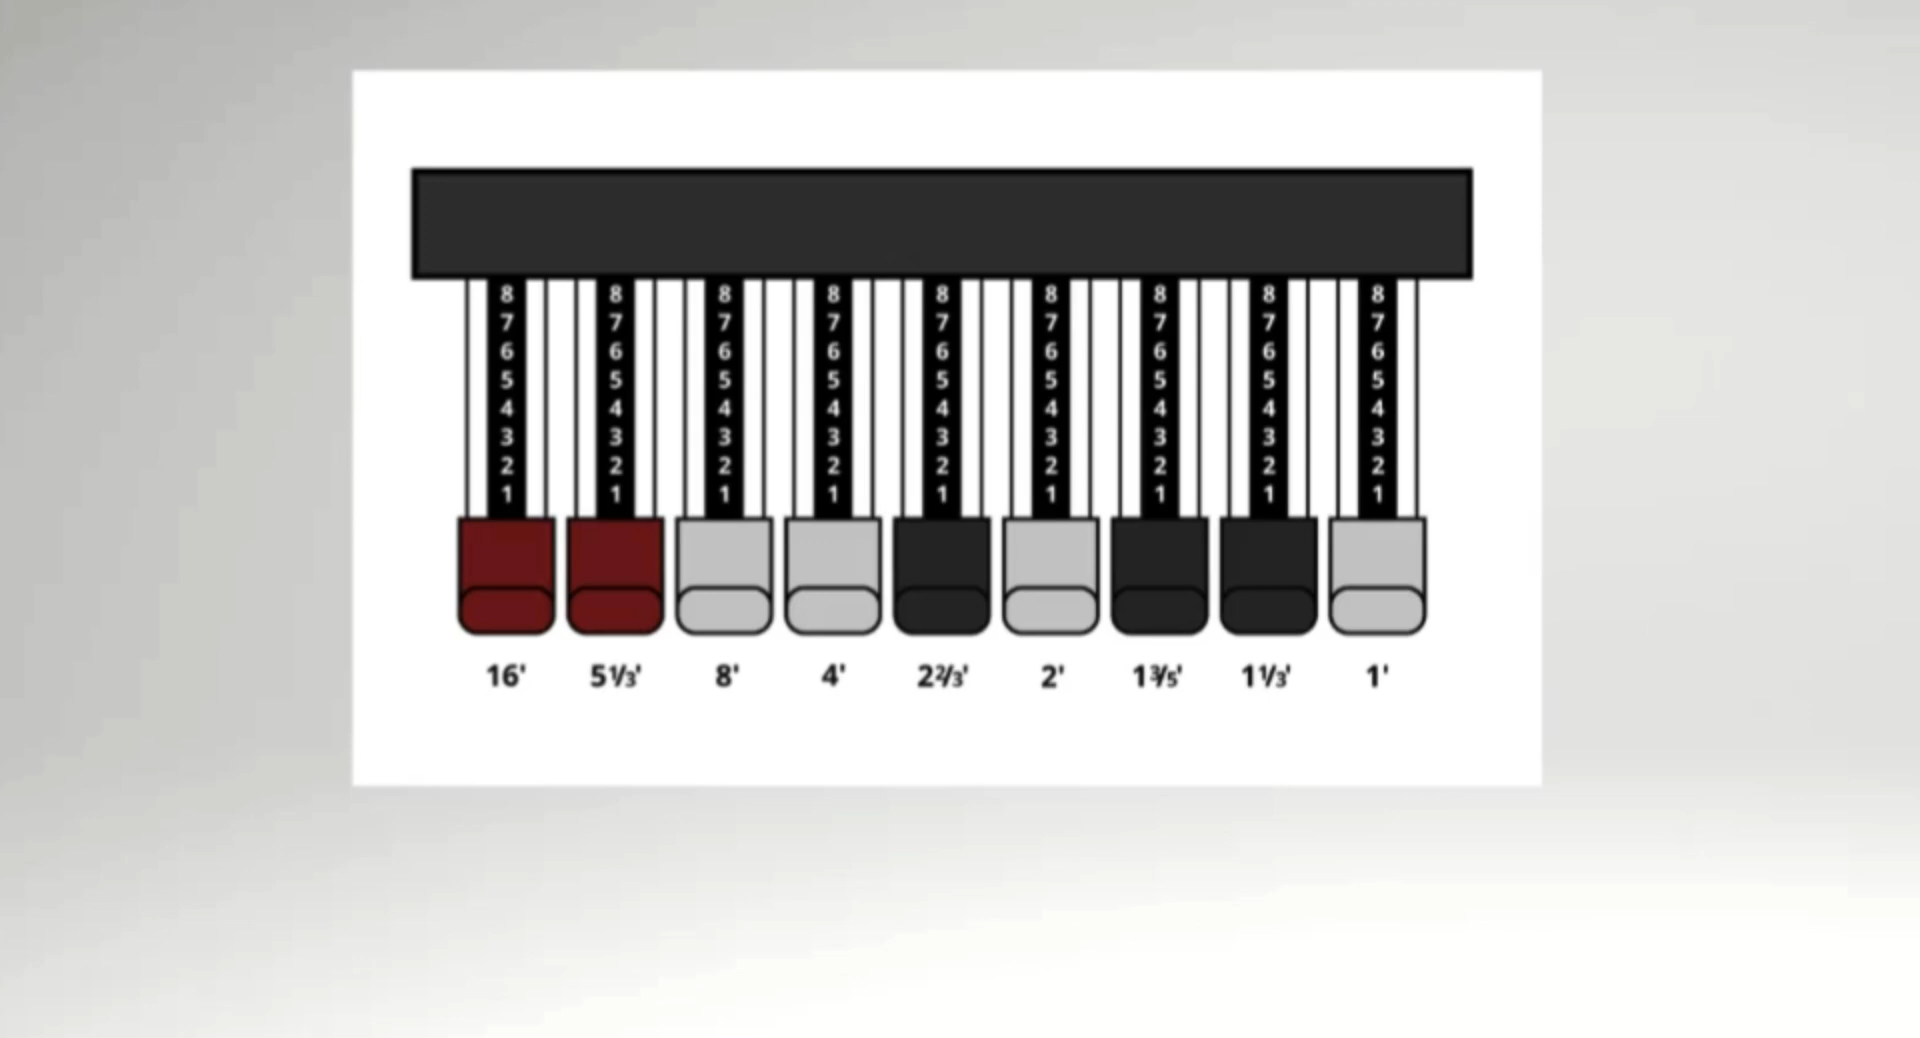 8 8 8 8 8 8 8 8 8
7 7 7 7 7 7 7 7 7
6 6 6 6 6 6 6 6 6
5 5 5 5 5 5 5 5 5
4 4 4 4 4 4 4 4 4
3 3 3 3 3 3 3 3 3
2 2 2 2 2 2 2 2 2
1 1 1 1 1 1 1 1 1
16' 5⅓' 8' 4' 2⅔' 2' 1⅗' 1⅓' 1'